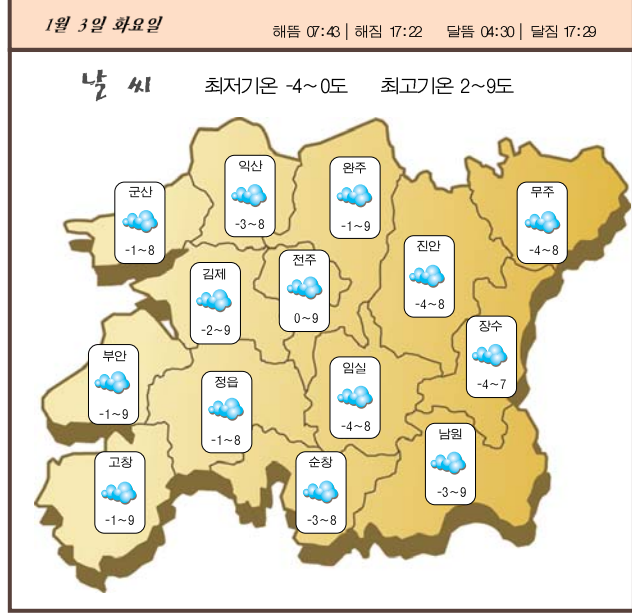 1월 3일 화요일
해뜸 07:43 | 해짐 17:22 달뜸 04:30 | 달짐 17:29
날 씨 최저기온 -4~0도 최고기온 2~9도
익산
-3~8
완주
-1~9
군산
-1~8
무주
-4~8
진안
-4~8
전주
0~9
김제
-2~9
장수
-4~7
부안
-1~9
임실
-4~8
정읍
-1~8
남원
-3~9
고창
-1~9
순창
-3~8